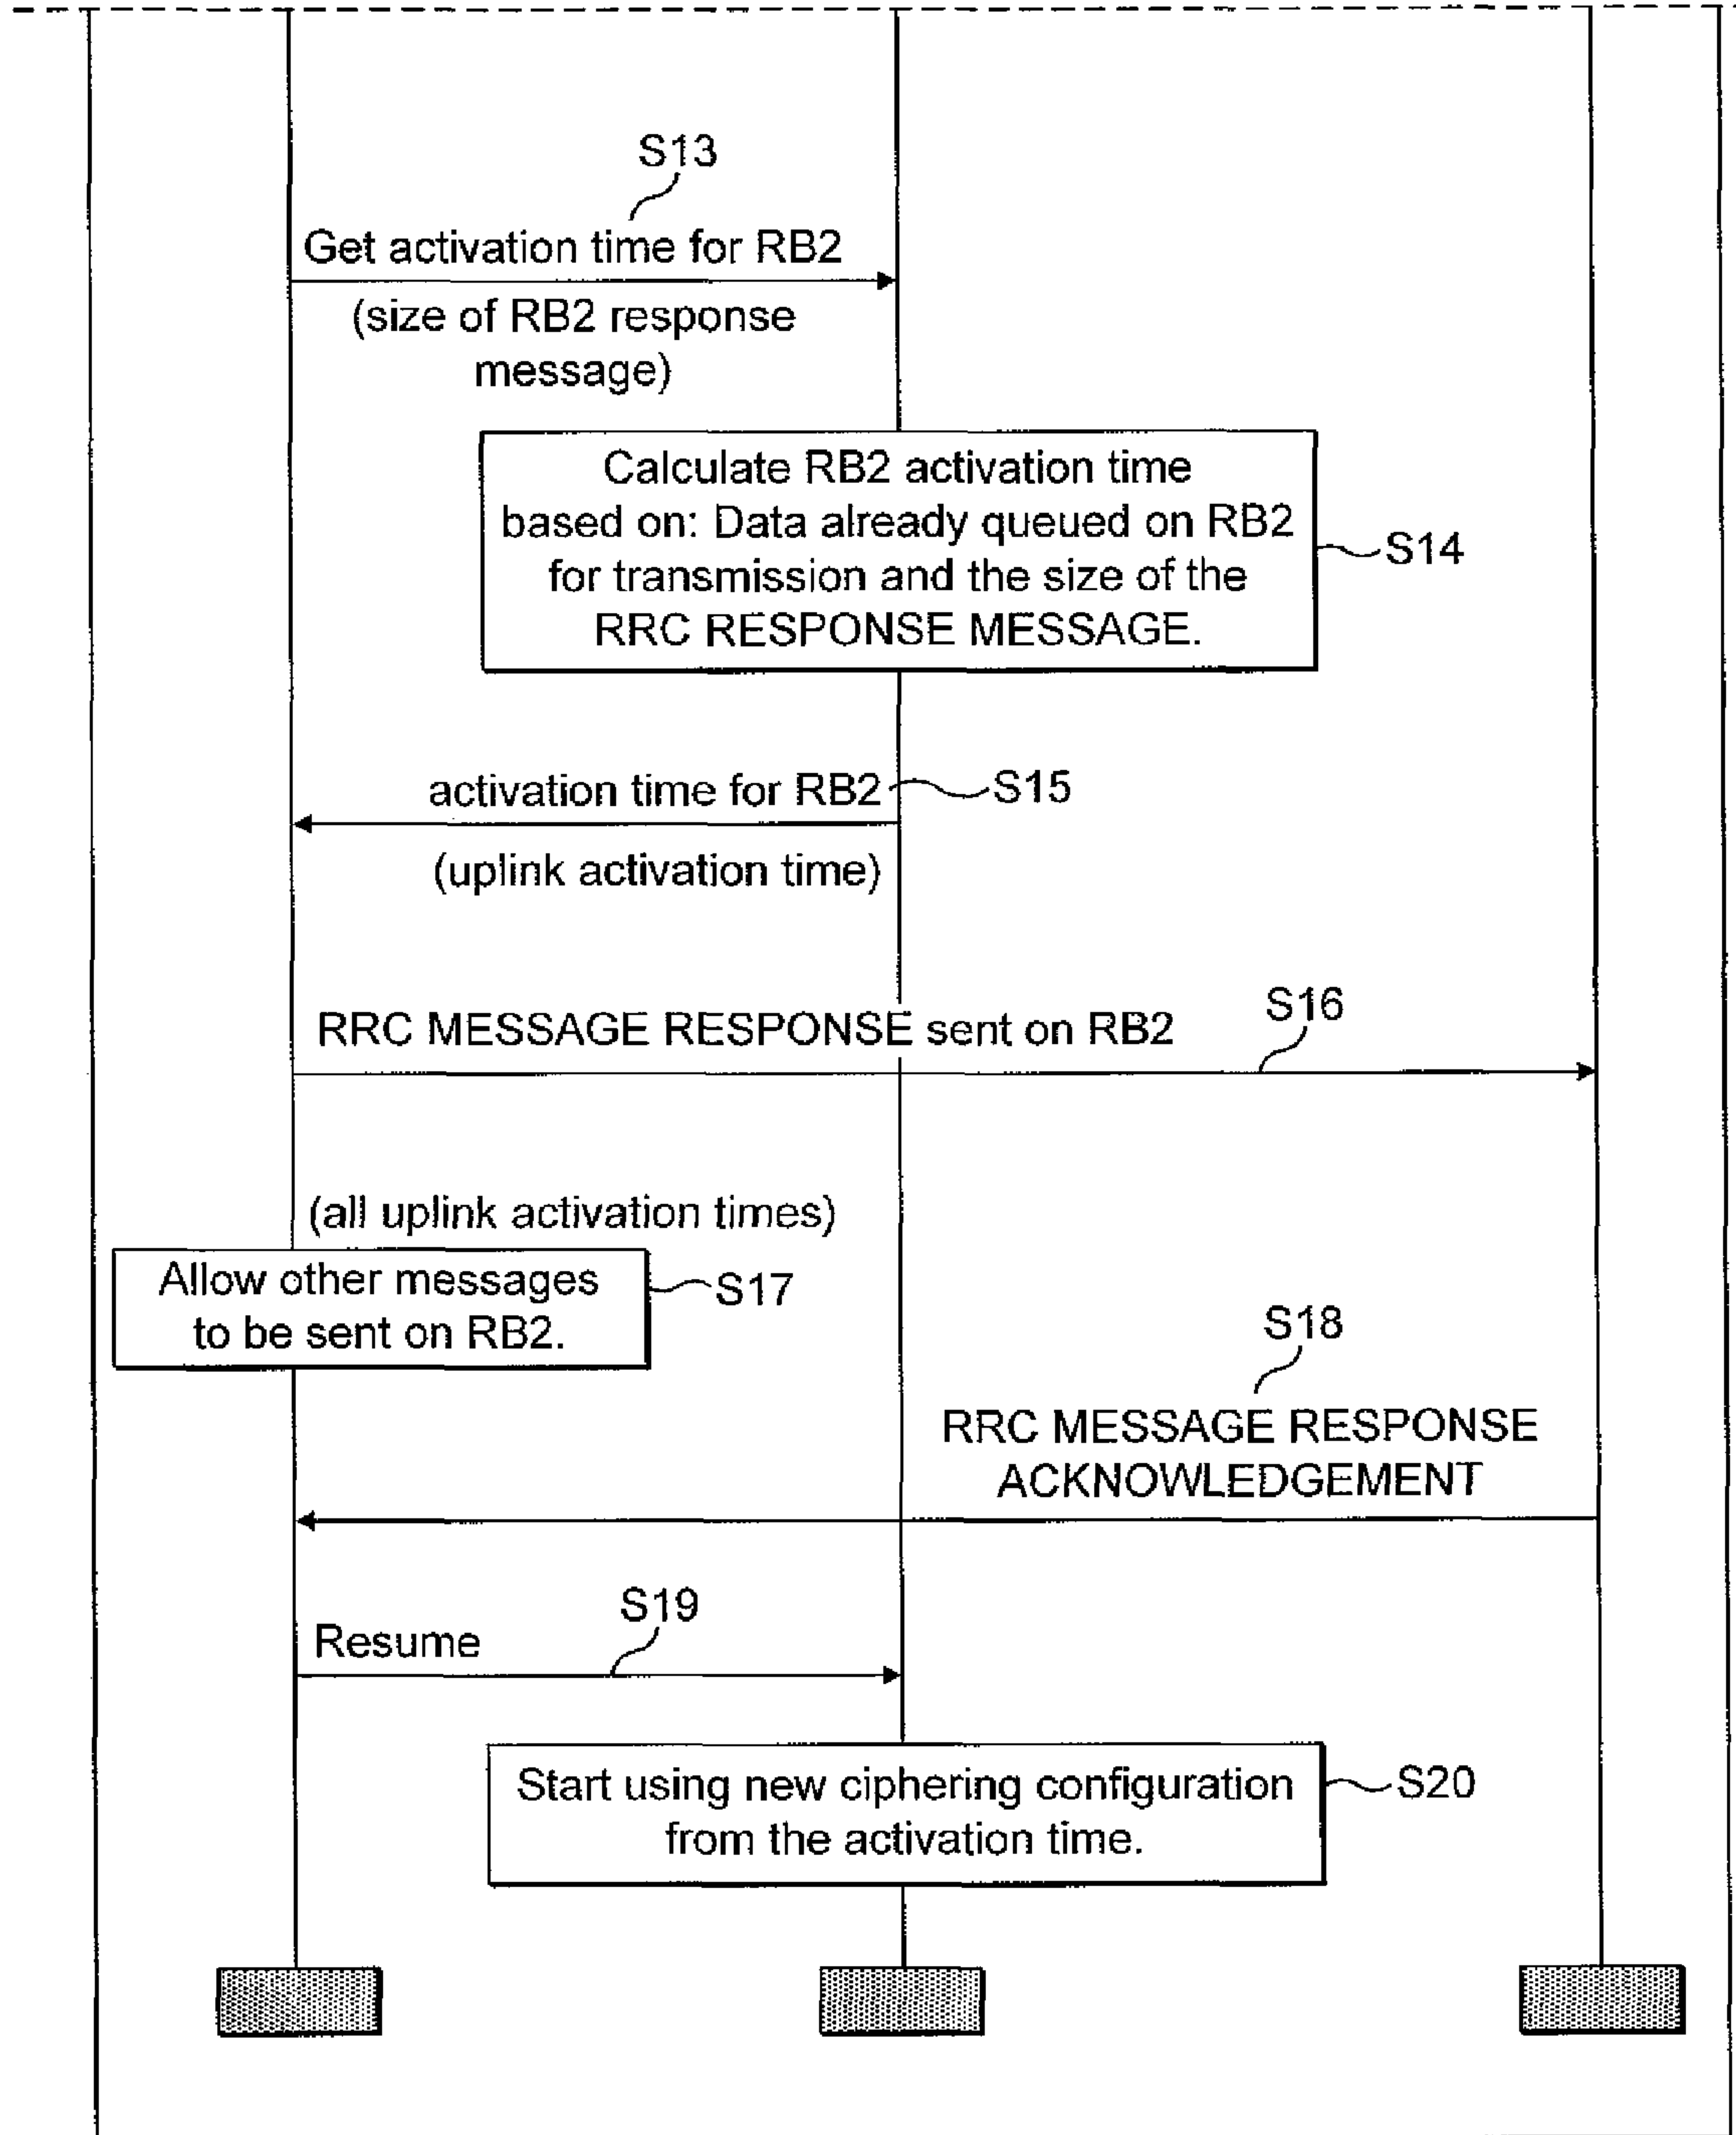 S13
Get activation time for RB2
(size of RB2 response
message)
Calculate RB2 activation time
based on: Data already queued on RB2
for transmission and the size of the
RRC RESPONSE MESSAGE.
S14
activation time for RB2
S15
(uplink activation time)
S16
RRC MESSAGE RESPONSE sent on RB2
(all uplink activation times)
Allow other messages
to be sent on RB2.
S17
S18
RRC MESSAGE RESPONSE
ACKNOWLEDGEMENT
S19
Resume
Start using new ciphering configuration
from the activation time.
S20